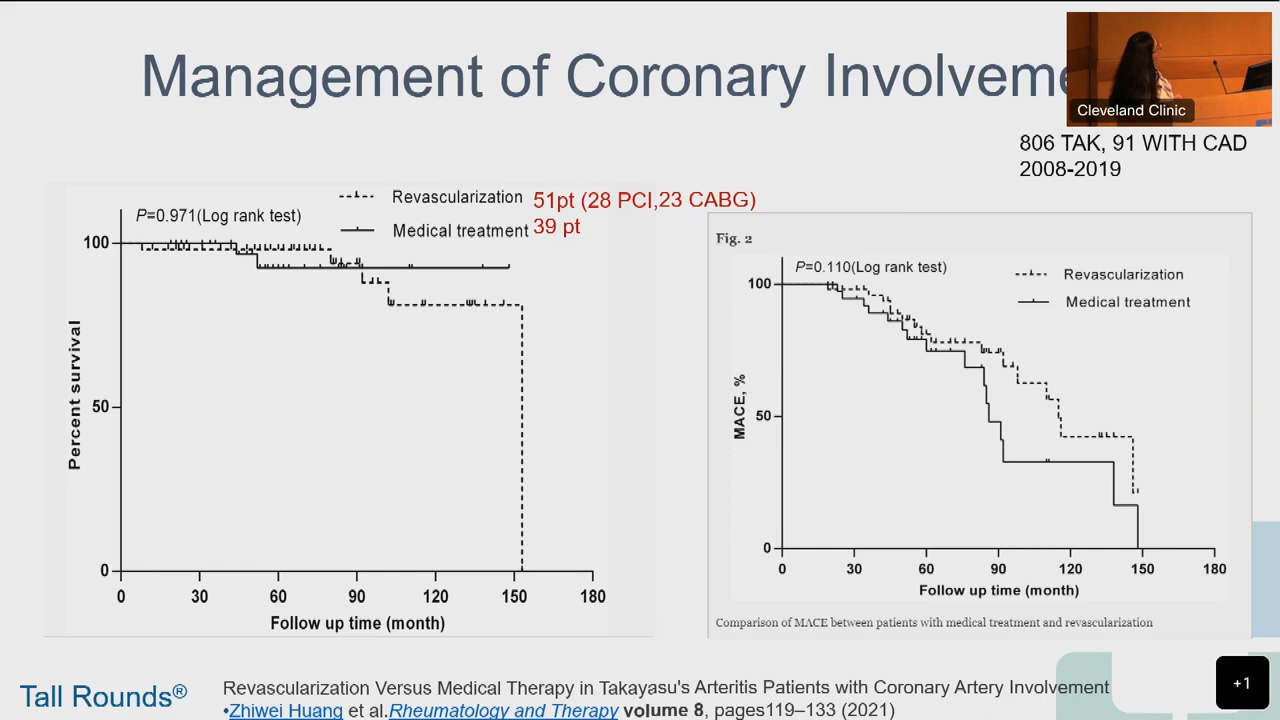 Management of Coronary Involveme
Cleveland Clinic
806 TAK, 91 WITH CAD
2008-2019
P=0.971(Log rank test)
Revascularization 51pt (28 PCI,23 CABG)
Medical treatment 39 pt
100
50
0
Percent survival
0 30 60 90 120 150 180
Follow up time (month)
Fig. 2
P=0.110(Log rank test)
Revascularization
Medical treatment
100
50
0
MACE, %
0 30 60 90 120 150 180
Follow up time (month)
Comparison of MACE between patients with medical treatment and revascularization
Tall Rounds®
Revascularization Versus Medical Therapy in Takayasu's Arteritis Patients with Coronary Artery Involvement
•Zhiwei Huang et al.Rheumatology and Therapy volume 8, pages119–133 (2021)
+1